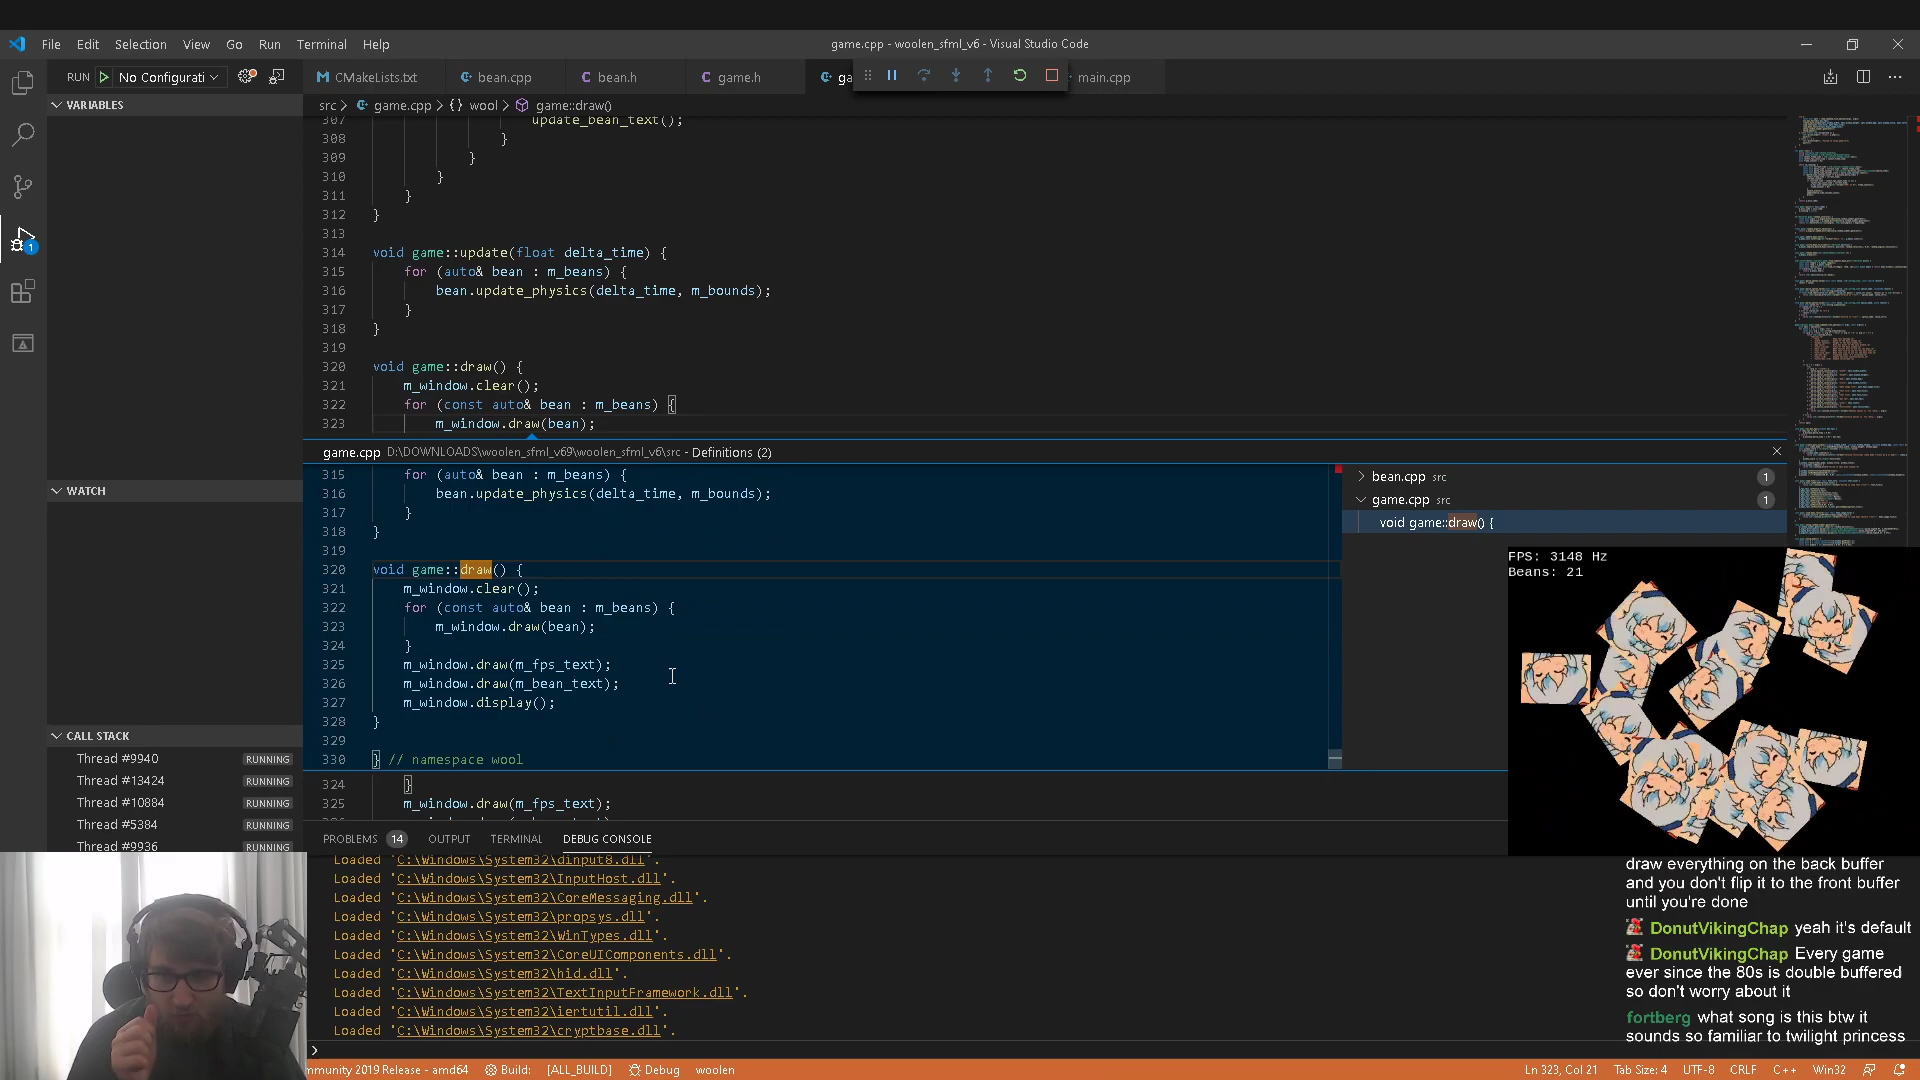 File Edit Selection View Go Run Terminal Help
game.cpp - woolen_sfml_v6 - Visual Studio Code
RUN No Configurati
CMakeLists.txt bean.cpp bean.h game.h ga main.cpp
VARIABLES
src > game.cpp > {} wool > game::draw()
307 update_bean_text();
308 }
309 }
310 }
311 }
312 }
313
314 void game::update(float delta_time) {
315 for (auto& bean : m_beans) {
316 bean.update_physics(delta_time, m_bounds);
317 }
318 }
319
320 void game::draw() {
321 m_window.clear();
322 for (const auto& bean : m_beans) {
323 m_window.draw(bean);
game.cpp D:\DOWNLOADS\woolen_sfml_v69\woolen_sfml_v6\src - Definitions (2)
315 for (auto& bean : m_beans) {
316 bean.update_physics(delta_time, m_bounds);
317 }
318 }
319
320 void game::draw() {
321 m_window.clear();
322 for (const auto& bean : m_beans) {
323 m_window.draw(bean);
324 }
325 m_window.draw(m_fps_text);
326 m_window.draw(m_bean_text);
327 m_window.display();
328 }
329
330 } // namespace wool
bean.cpp src 1
game.cpp src 1
void game::draw() {
324 }
325 m_window.draw(m_fps_text);
WATCH
CALL STACK
Thread #9940 RUNNING
Thread #13424 RUNNING
Thread #10884 RUNNING
Thread #5384 RUNNING
Thread #9936 RUNNING
1
FPS: 3148 Hz
Beans: 21
PROBLEMS 14 OUTPUT TERMINAL DEBUG CONSOLE
Loaded 'C:\Windows\System32\dinput8.dll'.
Loaded 'C:\Windows\System32\InputHost.dll'.
Loaded 'C:\Windows\System32\CoreMessaging.dll'.
Loaded 'C:\Windows\System32\propsys.dll'.
Loaded 'C:\Windows\System32\WinTypes.dll'.
Loaded 'C:\Windows\System32\CoreUIComponents.dll'.
Loaded 'C:\Windows\System32\hid.dll'.
Loaded 'C:\Windows\System32\TextInputFramework.dll'.
Loaded 'C:\Windows\System32\iertutil.dll'.
Loaded 'C:\Windows\System32\cryptbase.dll'.
>
draw everything on the back buffer
and you don't flip it to the front buffer
until you're done
DonutVikingChap yeah it's default
DonutVikingChap Every game
ever since the 80s is double buffered
so don't worry about it
fortberg what song is this btw it
sounds so familiar to twilight princess
mmunity 2019 Release - amd64 Build: [ALL_BUILD] Debug woolen
Ln 323, Col 21 Tab Size: 4 UTF-8 CRLF C++ Win32